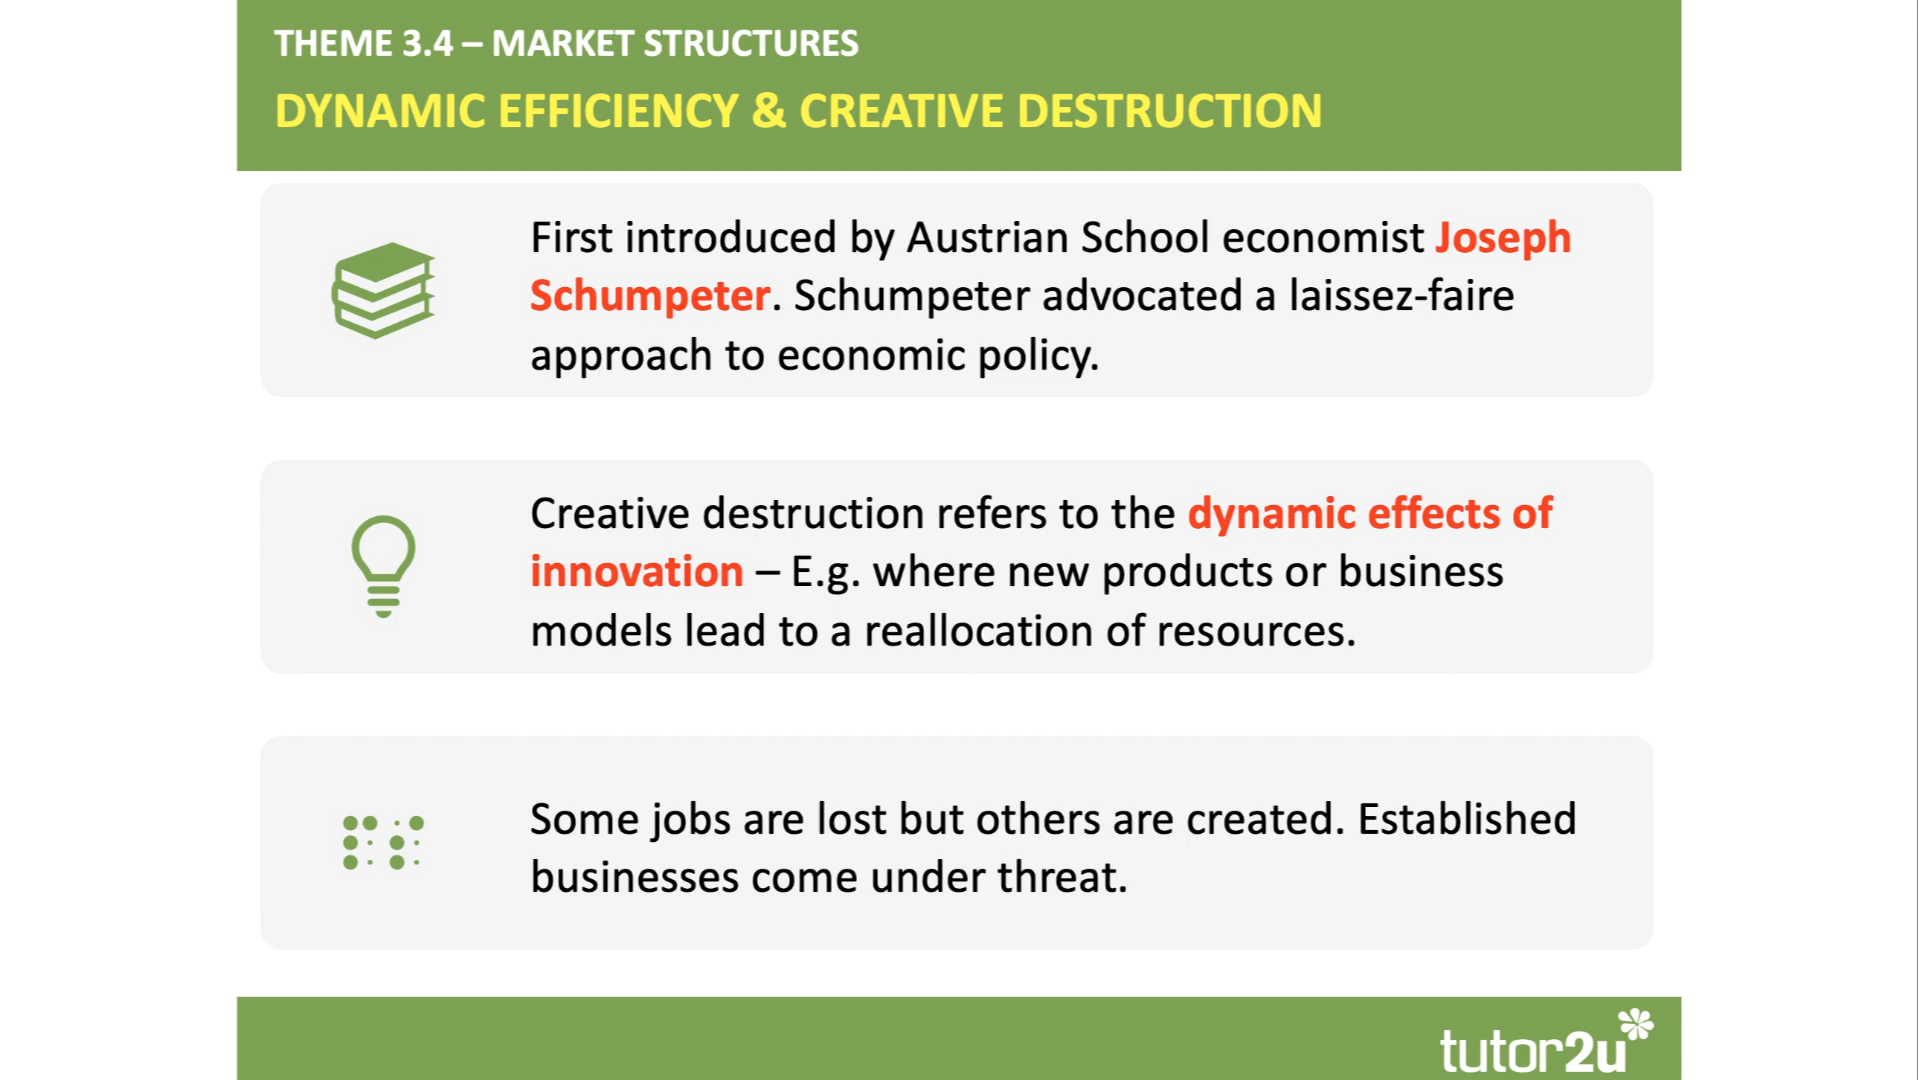 THEME 3.4 – MARKET STRUCTURES
DYNAMIC EFFICIENCY & CREATIVE DESTRUCTION
First introduced by Austrian School economist Joseph
Schumpeter. Schumpeter advocated a laissez-faire
approach to economic policy.
Creative destruction refers to the dynamic effects of
innovation – E.g. where new products or business
models lead to a reallocation of resources.
Some jobs are lost but others are created. Established
businesses come under threat.
tutor2u